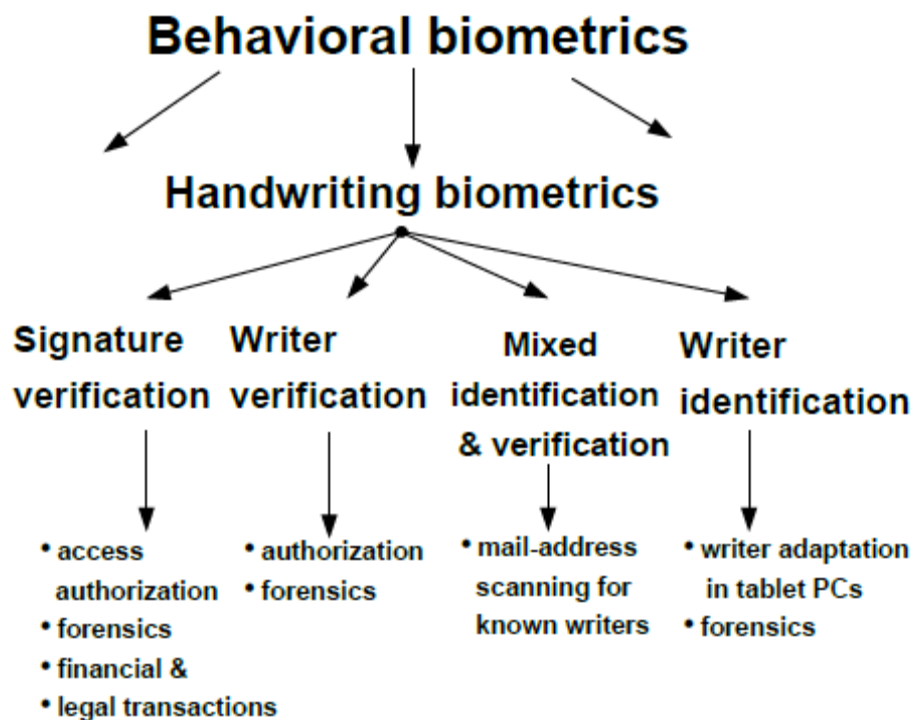 Behavioral biometrics
Handwriting biometrics
Signature
verification
Writer
verification
Mixed
identification
& verification
Writer
identification
• access
authorization
• forensics
• financial &
• legal transactions
• authorization
• forensics
• mail-address
scanning for
known writers
• writer adaptation
in tablet PCs
• forensics